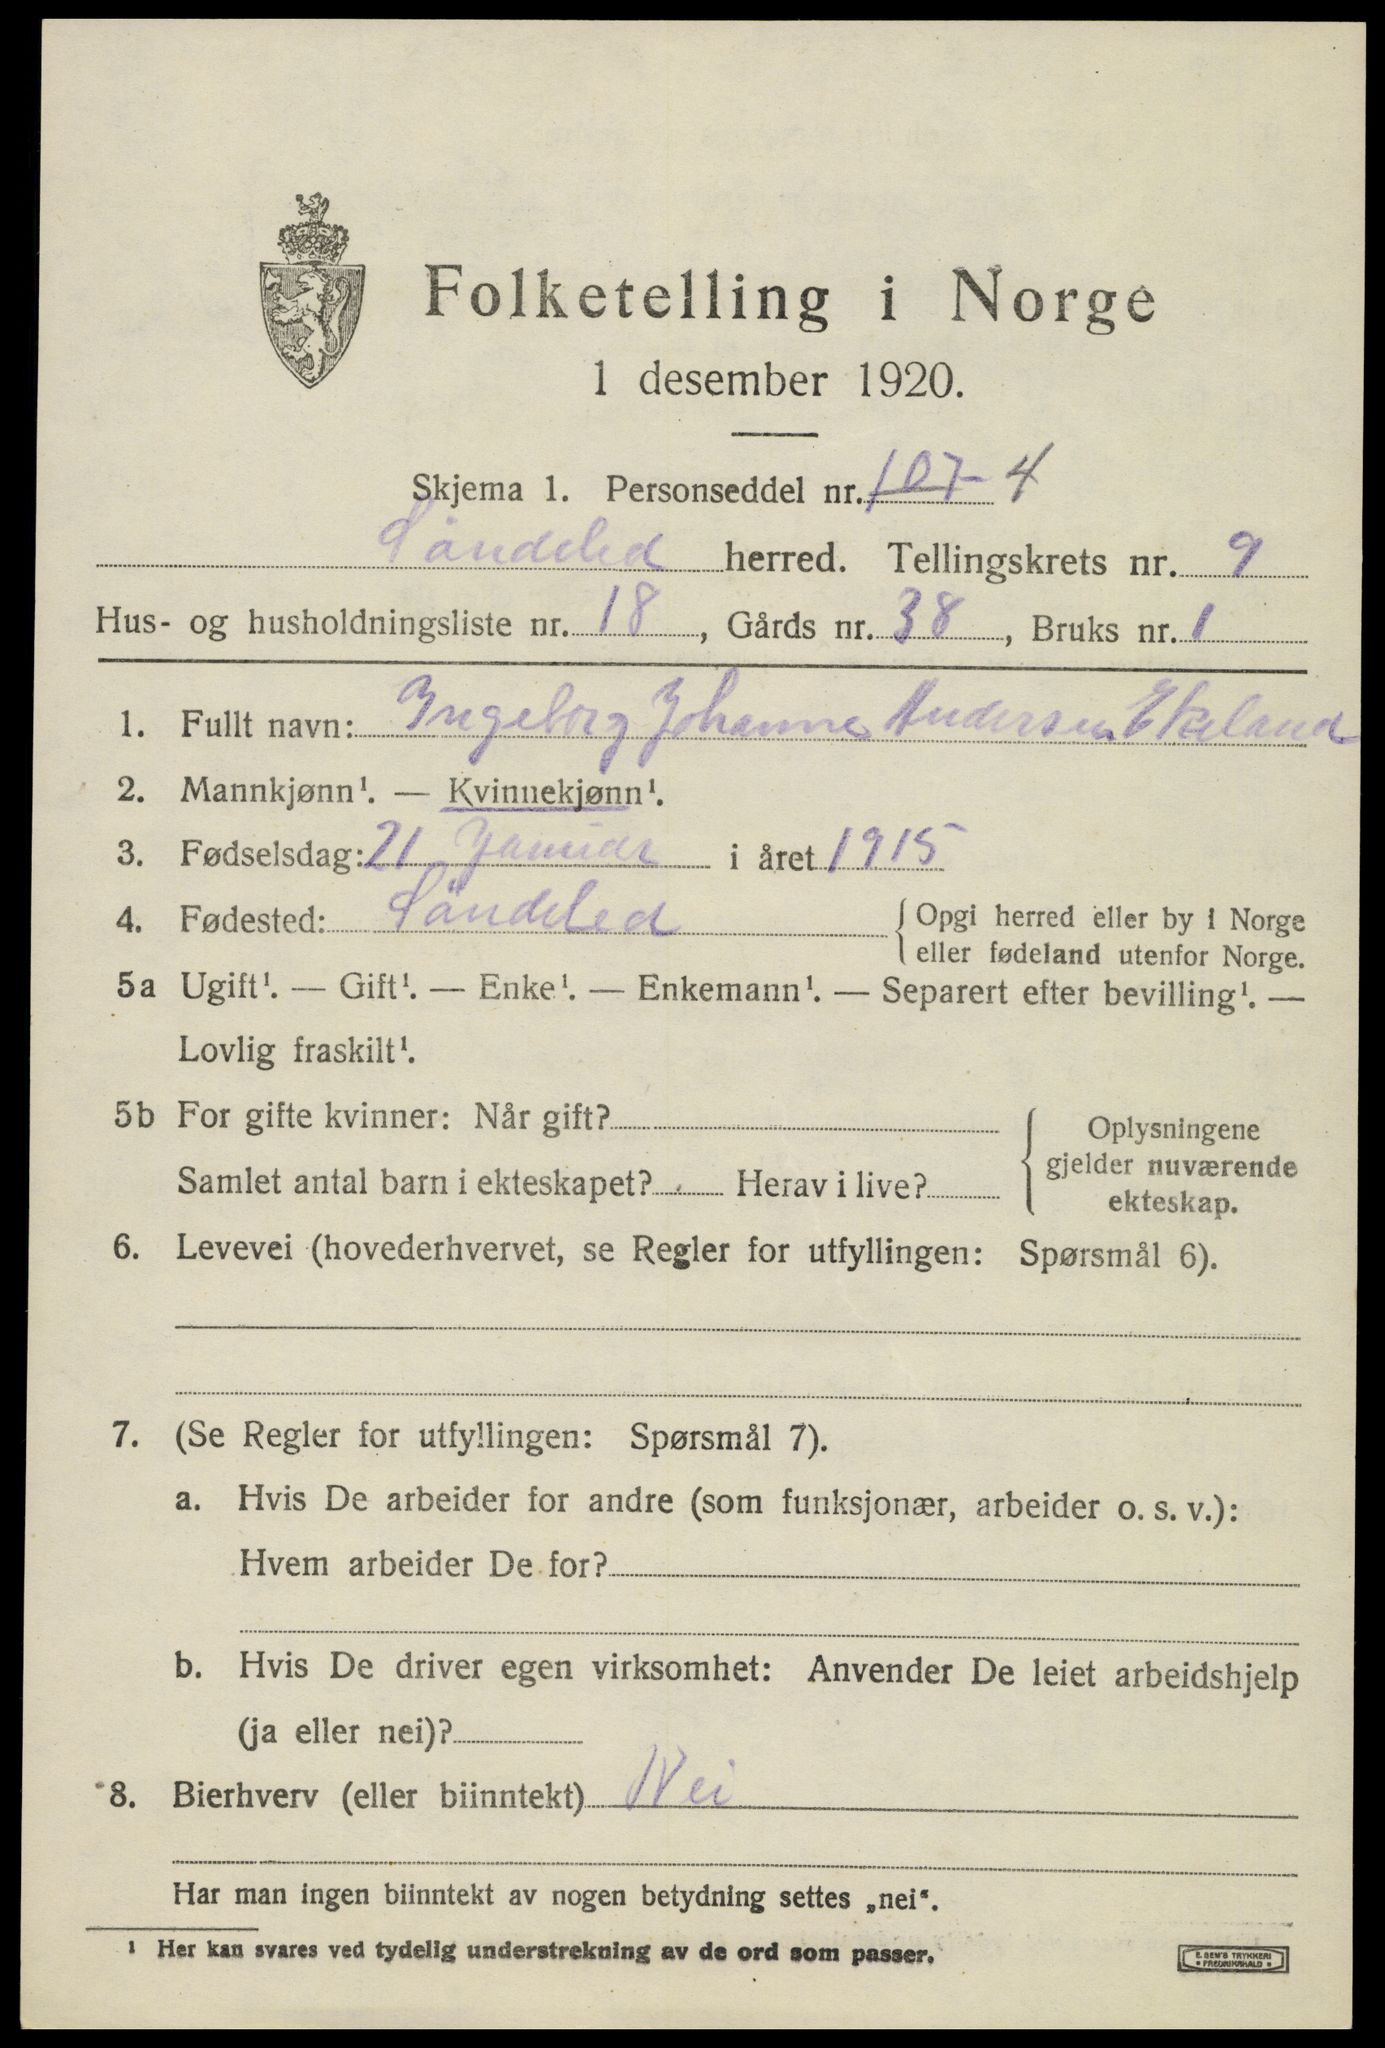 Folketelling i Norge
1 desember 1920.
Skjema 1. Personseddel nr. 107 4
Söndeled herred. Tellingskrets nr. 9
Hus- og husholdningsliste nr. 18, Gårds nr. 38, Bruks nr. 1
1. Fullt navn: Ingeborg Johanne Andersen Ekeland
2. Mannkjønn¹. — Kvinnekjønn¹.
3. Fødselsdag: 21 Januar i året 1915
4. Fødested: Söndeled { Opgi herred eller by i Norge
eller fødeland utenfor Norge.
5a Ugift¹. — Gift¹. — Enke¹. — Enkemann¹. — Separert efter bevilling¹. —
Lovlig fraskilt¹.
5b For gifte kvinner: Når gift?
Samlet antal barn i ekteskapet? Herav i live?
{ Oplysningene
gjelder nuværende
ekteskap.
6. Levevei (hovederhvervet, se Regler for utfyllingen: Spørsmål 6).
7. (Se Regler for utfyllingen: Spørsmål 7).
a. Hvis De arbeider for andre (som funksjonær, arbeider o. s. v.):
Hvem arbeider De for?
b. Hvis De driver egen virksomhet: Anvender De leiet arbeidshjelp
(ja eller nei)?
8. Bierhverv (eller biinntekt) Nei
Har man ingen biinntekt av nogen betydning settes „nei“.
¹ Her kan svares ved tydelig understrekning av de ord som passer.
E. SEM'S TRYKKERI
• FREDRIKSHALD •